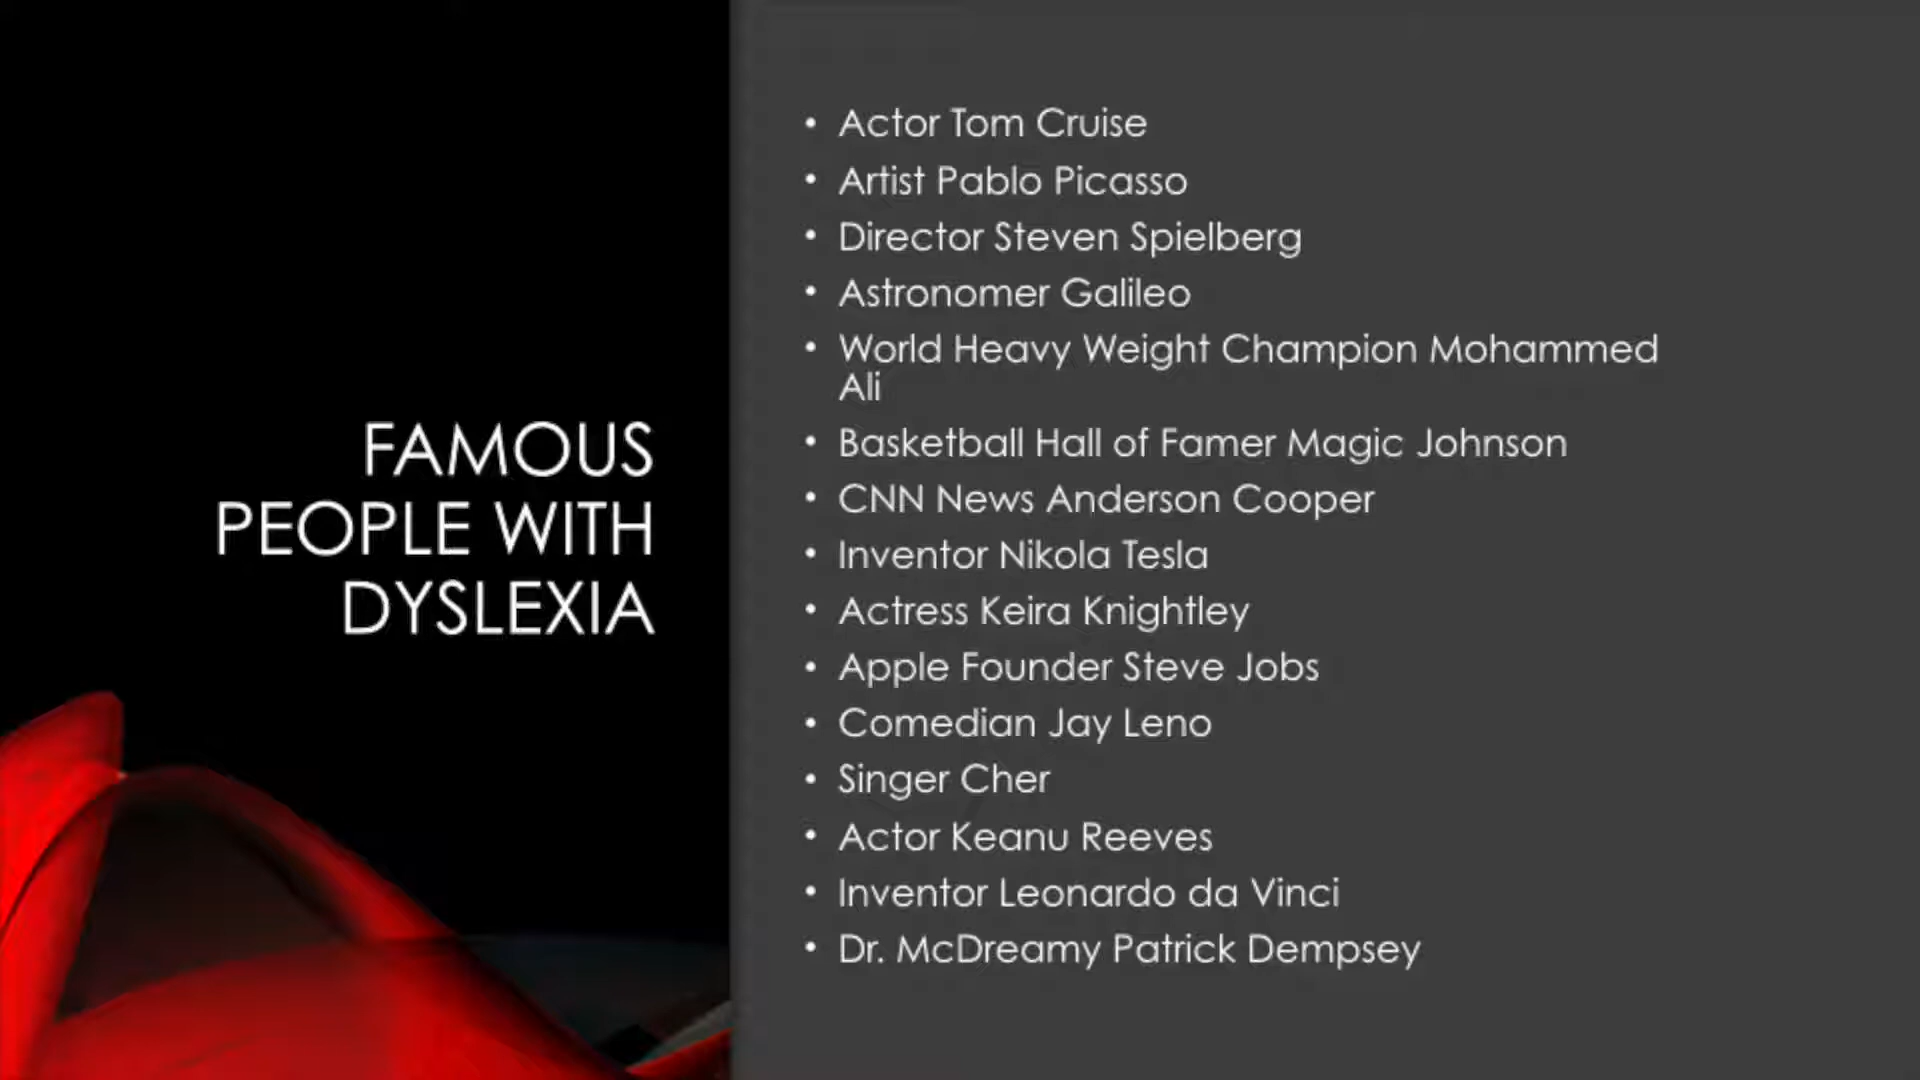 FAMOUS
PEOPLE WITH
DYSLEXIA
• Actor Tom Cruise
• Artist Pablo Picasso
• Director Steven Spielberg
• Astronomer Galileo
• World Heavy Weight Champion Mohammed
Ali
• Basketball Hall of Famer Magic Johnson
• CNN News Anderson Cooper
• Inventor Nikola Tesla
• Actress Keira Knightley
• Apple Founder Steve Jobs
• Comedian Jay Leno
• Singer Cher
• Actor Keanu Reeves
• Inventor Leonardo da Vinci
• Dr. McDreamy Patrick Dempsey